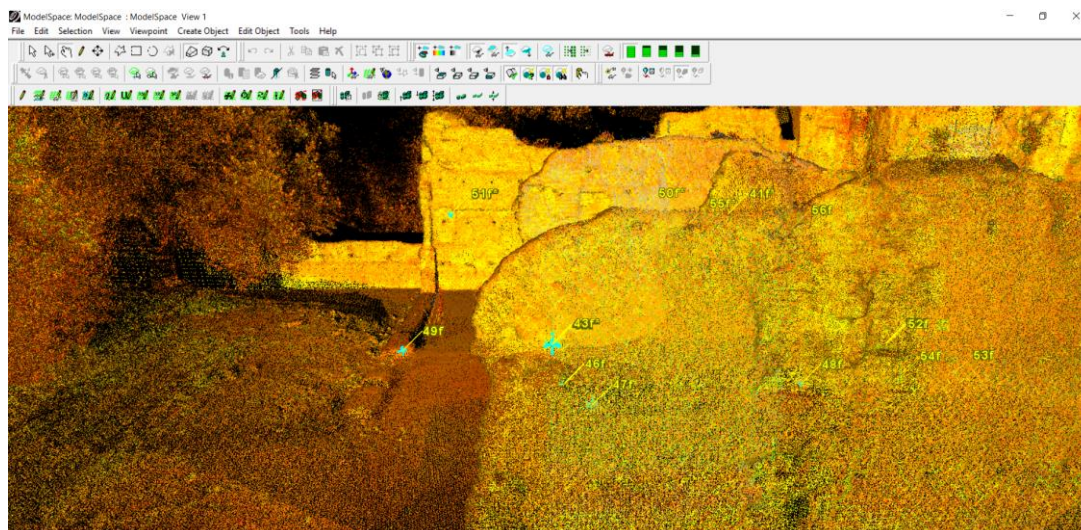 ModelSpace: ModelSpace : ModelSpace View 1
File Edit Selection View Viewpoint Create Object Edit Object Tools Help
51f"
50f"
41f"
55f
56f
49f
43f"
52f
46f
54f
53f
48f
47f